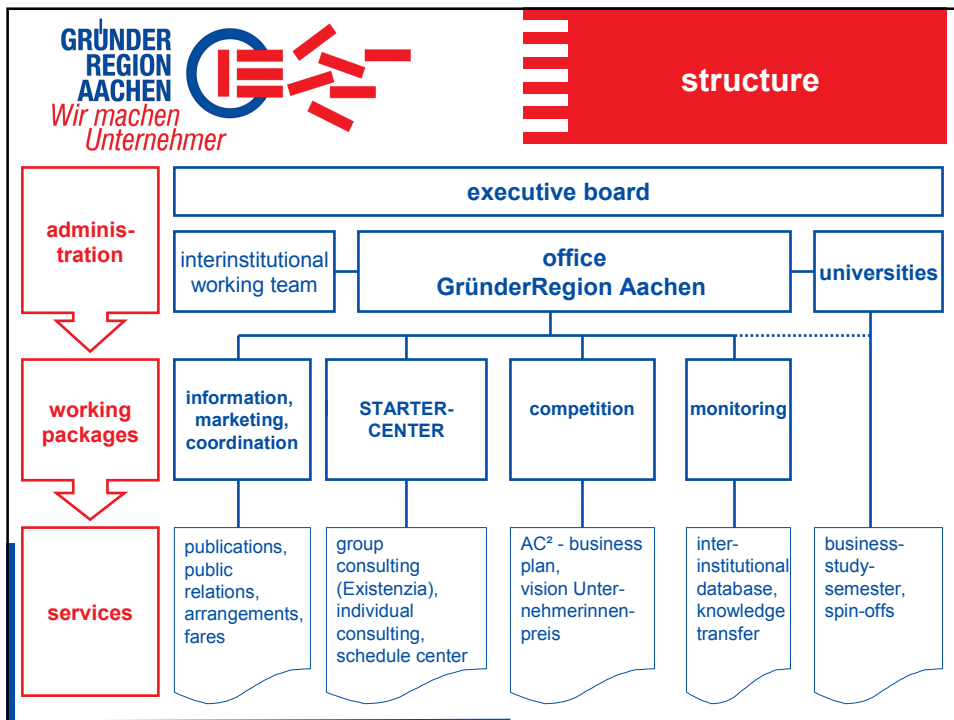 GRÜNDER
REGION
AACHEN
Wir machen
Unternehmer
structure
adminis-
tration
executive board
interinstitutional
working team
office
GründerRegion Aachen
universities
working
packages
information,
marketing,
coordination
STARTER-
CENTER
competition
monitoring
services
publications,
public
relations,
arrangements,
fares
group
consulting
(Existenzia),
individual
consulting,
schedule center
AC² - business
plan,
vision Unter-
nehmerinnen-
preis
inter-
institutional
database,
knowledge
transfer
business-
study-
semester,
spin-offs